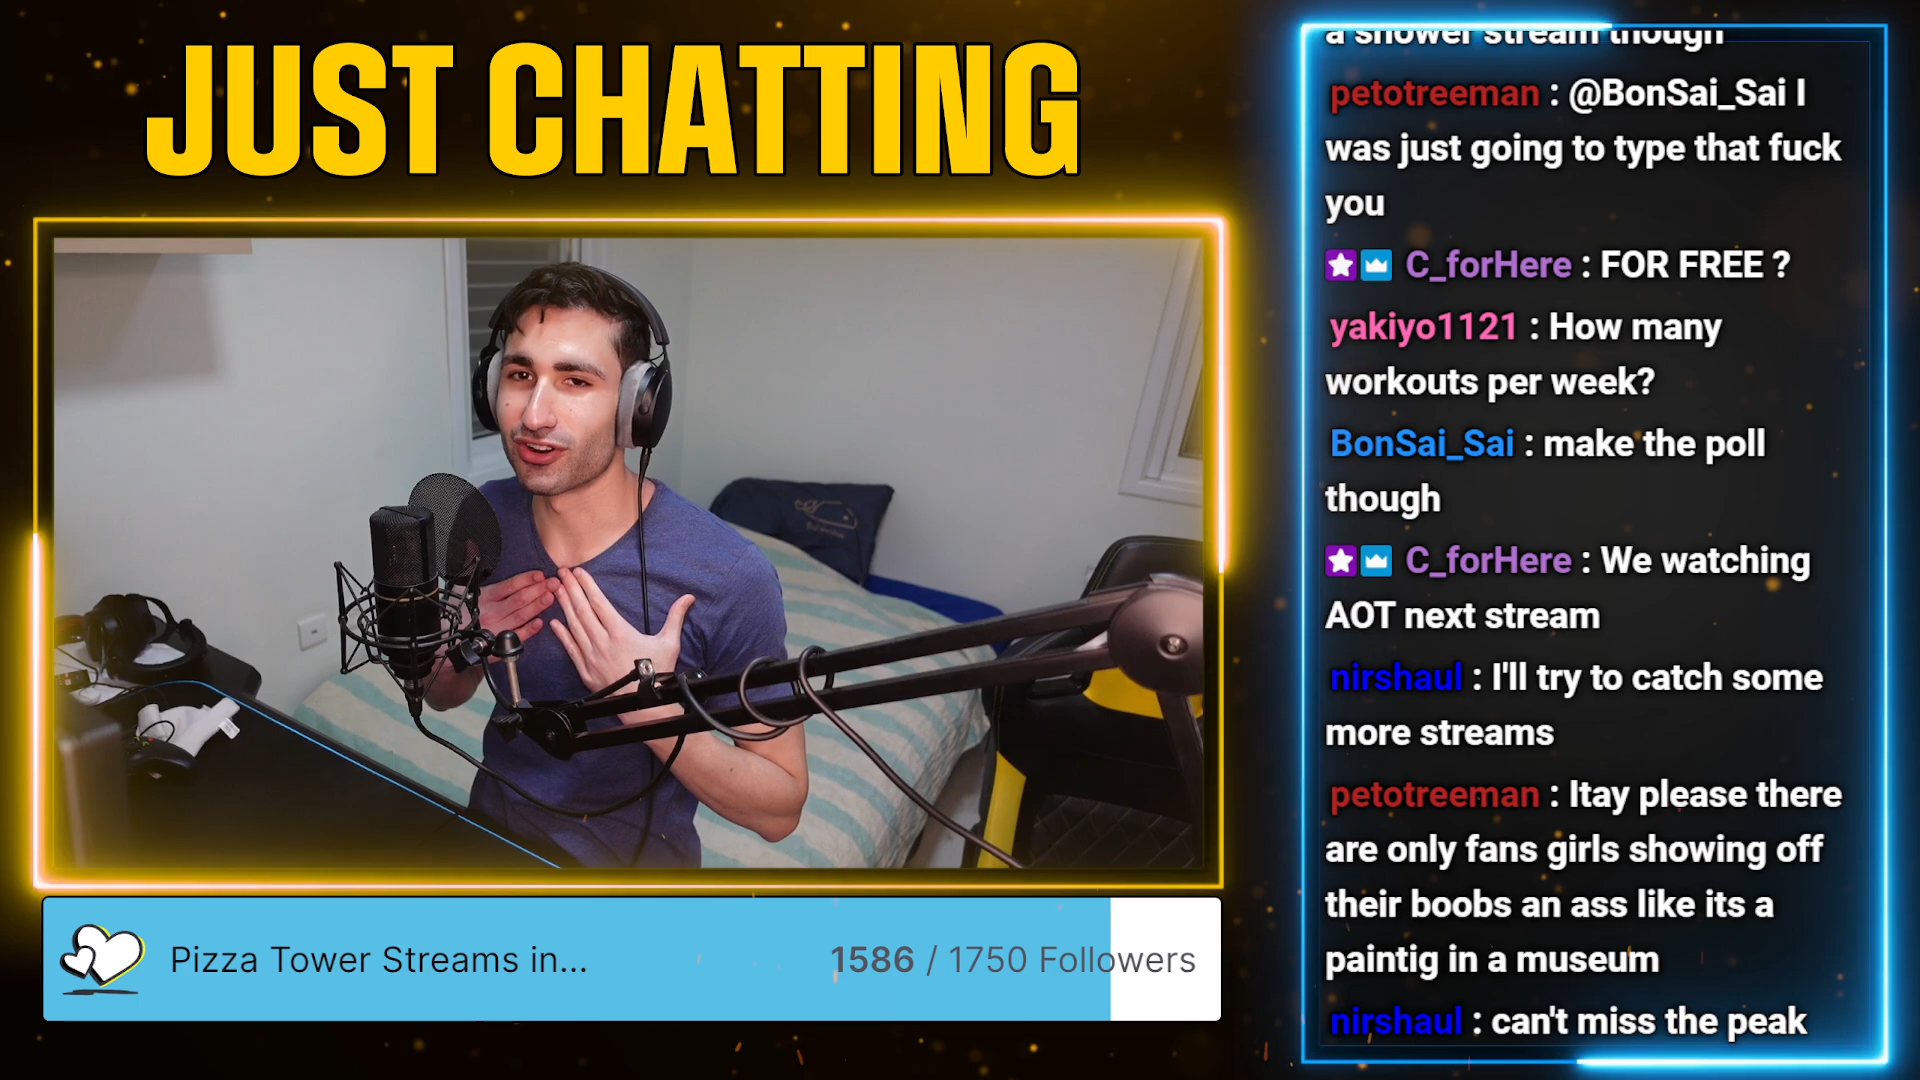 JUST CHATTING
Pizza Tower Streams in...
1586 / 1750 Followers
a shower stream though
petotreeman : @BonSai_Sai I
was just going to type that fuck
you
C_forHere : FOR FREE ?
yakiyo1121 : How many
workouts per week?
BonSai_Sai : make the poll
though
C_forHere : We watching
AOT next stream
nirshaul : I'll try to catch some
more streams
petotreeman : Itay please there
are only fans girls showing off
their boobs an ass like its a
paintig in a museum
nirshaul : can't miss the peak